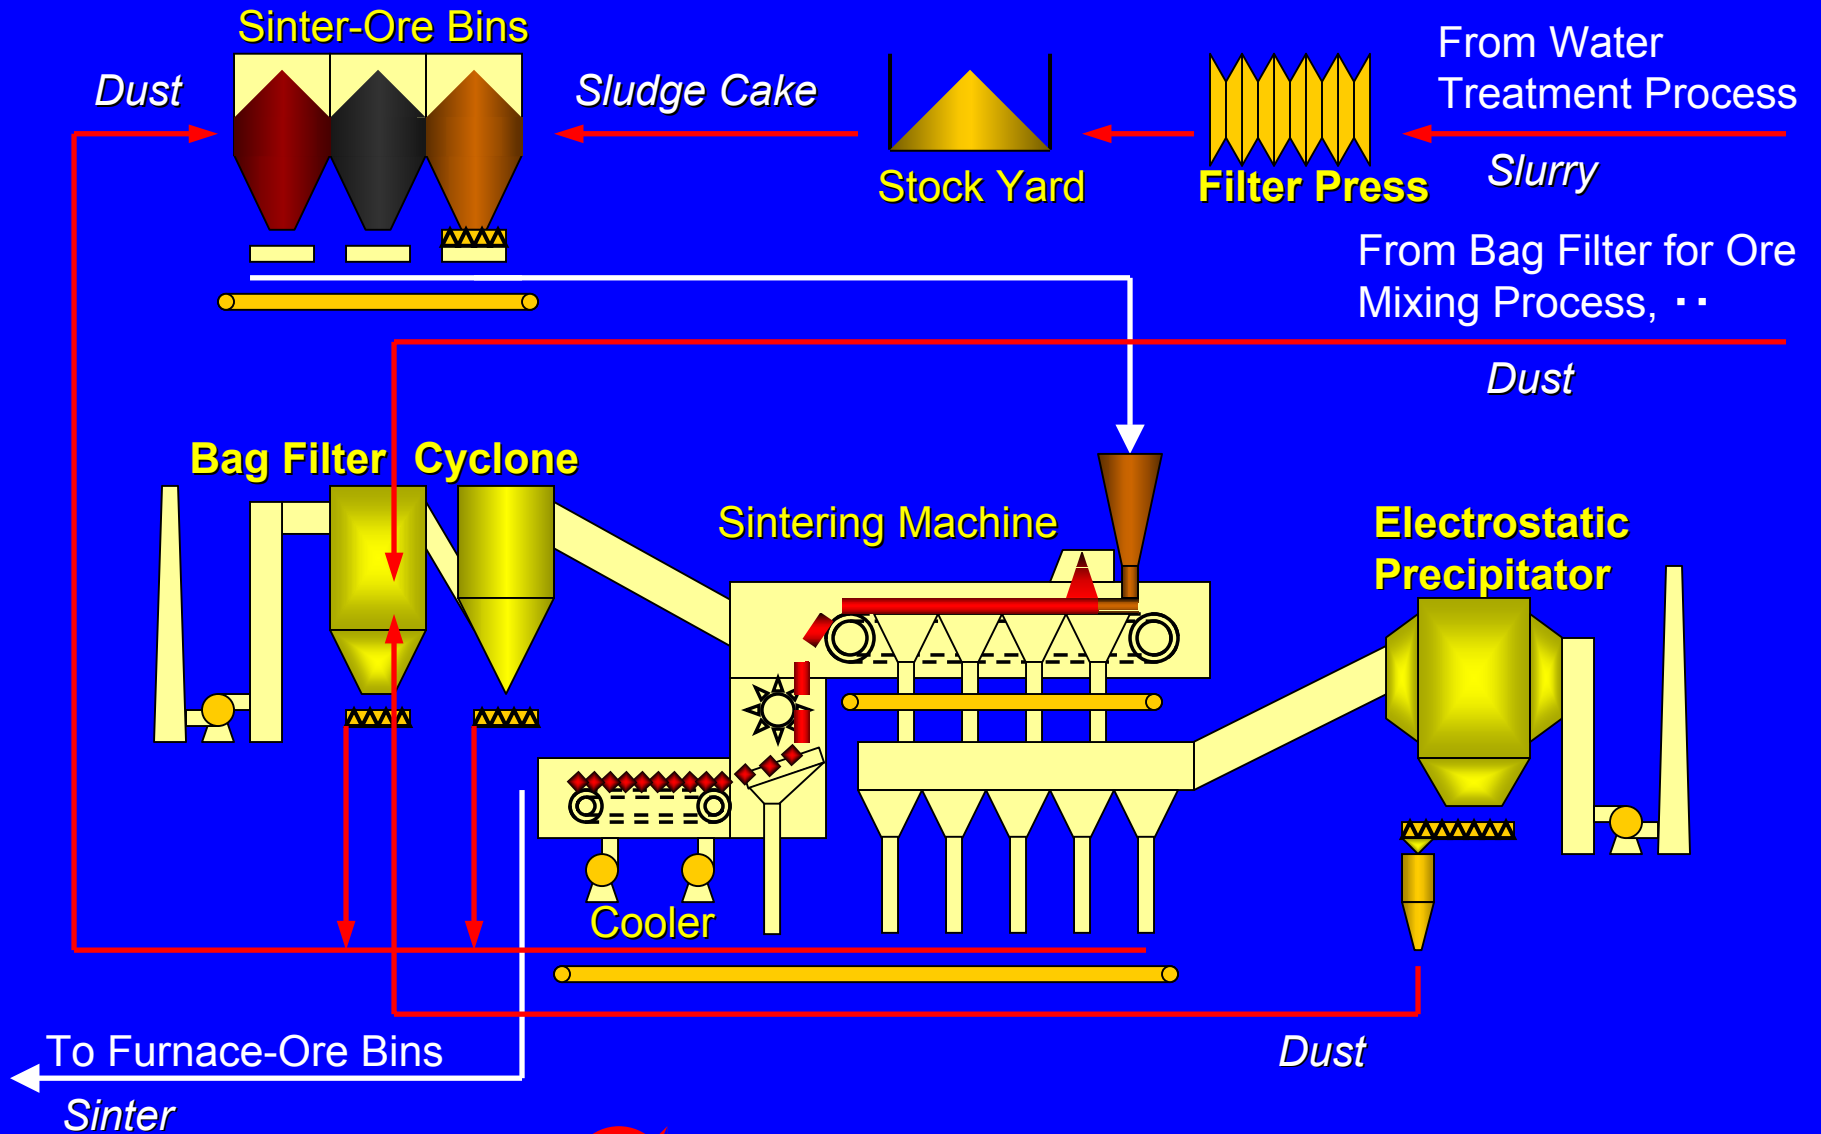 Sinter-Ore Bins
Dust
Sludge Cake
From Water
Treatment Process
Stock Yard
Filter Press
Slurry
From Bag Filter for Ore
Mixing Process, ··
Dust
Bag Filter
Cyclone
Sintering Machine
Electrostatic
Precipitator
Cooler
To Furnace-Ore Bins
Dust
Sinter